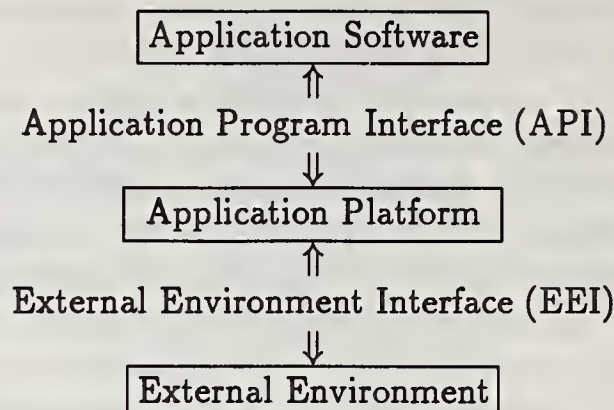 Application Software
⇑
Application Program Interface (API)
⇓
Application Platform
⇑
External Environment Interface (EEI)
⇓
External Environment